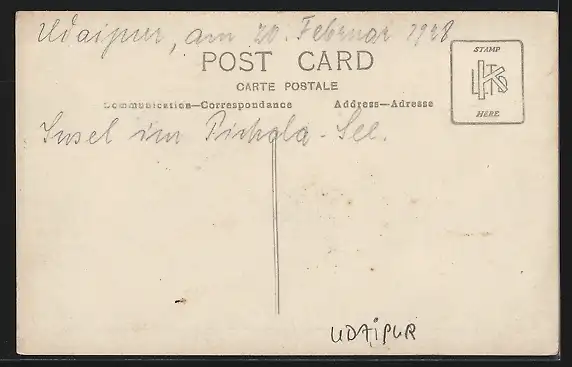 Udaipur, am 20. Februar 1928
POST CARD
CARTE POSTALE
Communication—Correspondance
Address—Adresse
STAMP
HERE
Insel im Pichola-See.
UDAIPUR